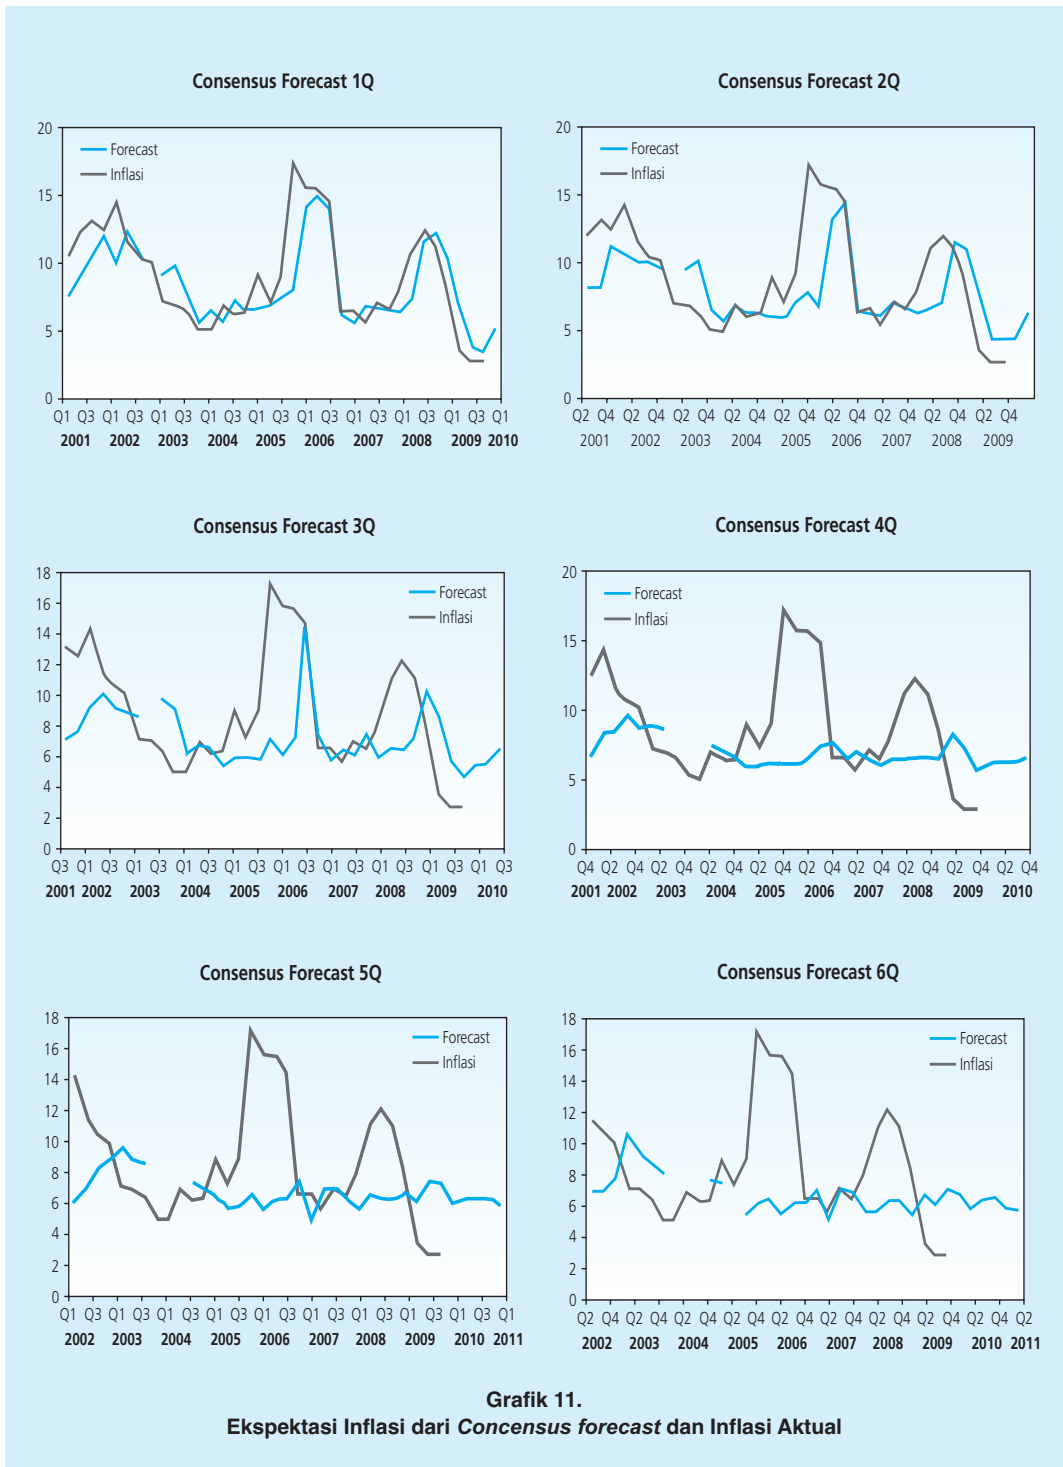 Consensus Forecast 1Q
20
15
10
5
0
Forecast
Inflasi
Q1 Q3 Q1 Q3 Q1 Q3 Q1 Q3 Q1 Q3 Q1 Q3 Q1 Q3 Q1 Q3 Q1 Q3 Q1
2001 2002 2003 2004 2005 2006 2007 2008 2009 2010
Consensus Forecast 2Q
20
15
10
5
0
Forecast
Inflasi
Q2 Q4 Q2 Q4 Q2 Q4 Q2 Q4 Q2 Q4 Q2 Q4 Q2 Q4 Q2 Q4 Q2 Q4
2001 2002 2003 2004 2005 2006 2007 2008 2009
Consensus Forecast 3Q
18
16
14
12
10
8
6
4
2
0
Forecast
Inflasi
Q3 Q1 Q3 Q1 Q3 Q1 Q3 Q1 Q3 Q1 Q3 Q1 Q3 Q1 Q3 Q1 Q3 Q1 Q3
2001 2002 2003 2004 2005 2006 2007 2008 2009 2010
Consensus Forecast 4Q
20
15
10
5
0
Forecast
Inflasi
Q4 Q2 Q4 Q2 Q4 Q2 Q4 Q2 Q4 Q2 Q4 Q2 Q4 Q2 Q4 Q2 Q4 Q2 Q4
2001 2002 2003 2004 2005 2006 2007 2008 2009 2010
Consensus Forecast 5Q
18
16
14
12
10
8
6
4
2
0
Forecast
Inflasi
Q1 Q3 Q1 Q3 Q1 Q3 Q1 Q3 Q1 Q3 Q1 Q3 Q1 Q3 Q1 Q3 Q1 Q3 Q1
2002 2003 2004 2005 2006 2007 2008 2009 2010 2011
Consensus Forecast 6Q
18
16
14
12
10
8
6
4
2
0
Forecast
Inflasi
Q2 Q4 Q2 Q4 Q2 Q4 Q2 Q4 Q2 Q4 Q2 Q4 Q2 Q4 Q2 Q4 Q2 Q4 Q2
2002 2003 2004 2005 2006 2007 2008 2009 2010 2011
Grafik 11.
Ekspektasi Inflasi dari Concensus forecast dan Inflasi Aktual